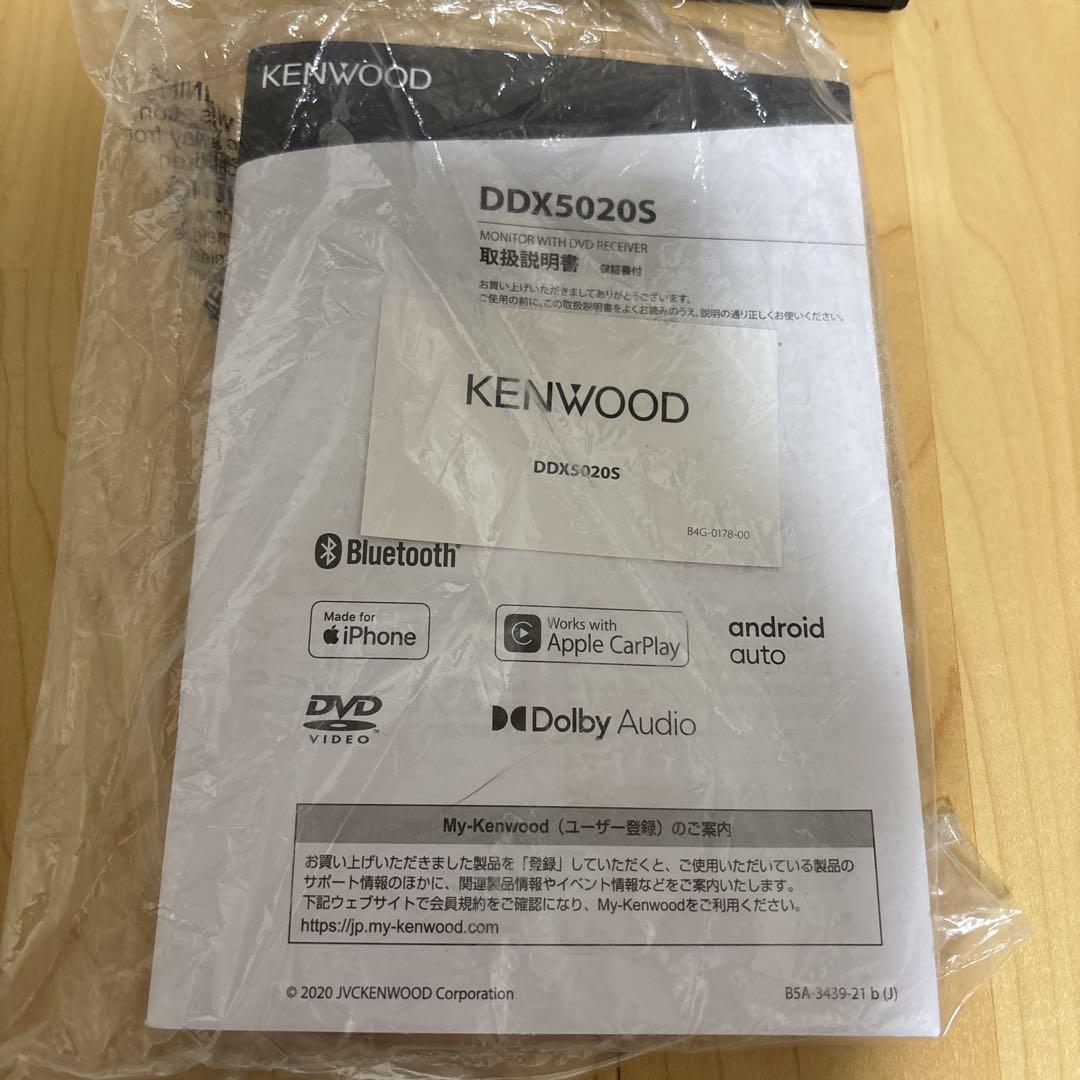 KENWOOD
DDX5020S
MONITOR WITH DVD RECEIVER
取扱説明書 保証書付
お買い上げいただきましてありがとうございます。
ご使用の前に、この取扱説明書をよくお読みのうえ、説明の通り正しくお使いください。
KENWOOD
DDX5020S
B4G-0178-00
Bluetooth®
Made for
iPhone
Works with
Apple CarPlay
android
auto
DVD
VIDEO™
Dolby Audio
My-Kenwood（ユーザー登録）のご案内
お買い上げいただきました製品を「登録」していただくと、ご使用いただいている製品の
サポート情報のほかに、関連製品情報やイベント情報などをご案内いたします。
下記ウェブサイトで会員規約をご確認になり、My-Kenwoodをご利用ください。
https://jp.my-kenwood.com
© 2020 JVCKENWOOD Corporation
B5A-3439-21 b (J)